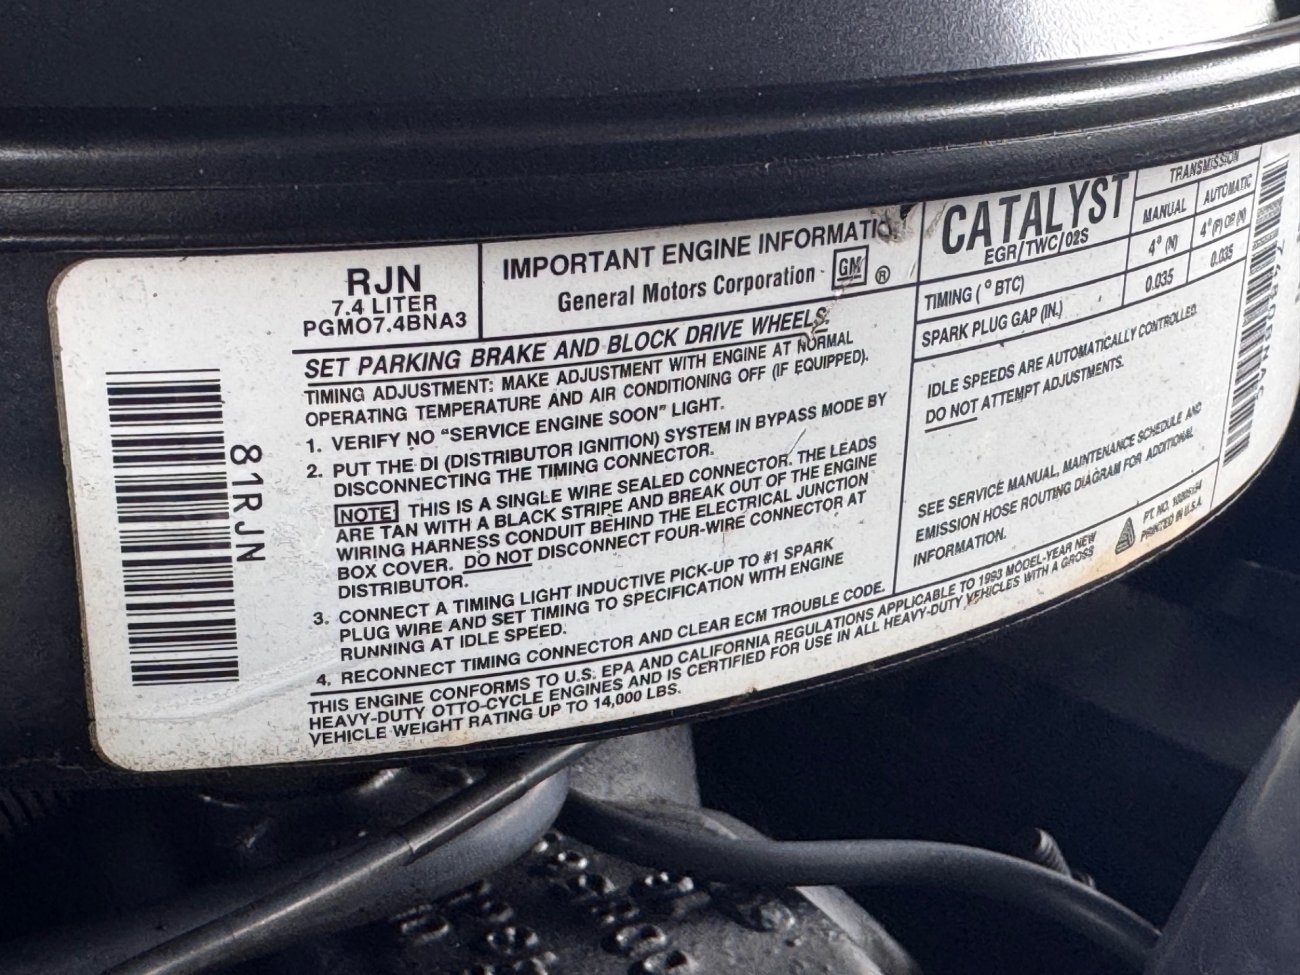 RJN
7.4 LITER
PGMO7.4BNA3
IMPORTANT ENGINE INFORMATIO
General Motors Corporation
GM ®
81RJN
SET PARKING BRAKE AND BLOCK DRIVE WHEELS.
TIMING ADJUSTMENT: MAKE ADJUSTMENT WITH ENGINE AT NORMAL
OPERATING TEMPERATURE AND AIR CONDITIONING OFF (IF EQUIPPED).
1. VERIFY NO "SERVICE ENGINE SOON" LIGHT.
2. PUT THE DI (DISTRIBUTOR IGNITION) SYSTEM IN BYPASS MODE BY
DISCONNECTING THE TIMING CONNECTOR.
NOTE THIS IS A SINGLE WIRE SEALED CONNECTOR. THE LEADS
ARE TAN WITH A BLACK STRIPE AND BREAK OUT OF THE ENGINE
WIRING HARNESS CONDUIT BEHIND THE ELECTRICAL JUNCTION
BOX COVER. DO NOT DISCONNECT FOUR-WIRE CONNECTOR AT
DISTRIBUTOR.
3. CONNECT A TIMING LIGHT INDUCTIVE PICK-UP TO #1 SPARK
PLUG WIRE AND SET TIMING TO SPECIFICATION WITH ENGINE
RUNNING AT IDLE SPEED.
4. RECONNECT TIMING CONNECTOR AND CLEAR ECM TROUBLE CODE.
THIS ENGINE CONFORMS TO U.S. EPA AND CALIFORNIA REGULATIONS APPLICABLE TO 1993 MODEL-YEAR NEW
HEAVY-DUTY OTTO-CYCLE ENGINES AND IS CERTIFIED FOR USE IN ALL HEAVY-DUTY VEHICLES WITH A GROSS
VEHICLE WEIGHT RATING UP TO 14,000 LBS.
CATALYST
EGR/TWC/02S
TRANSMISSION
MANUAL AUTOMATIC
TIMING (° BTC) 4° (N) 4° (P) OR (N)
SPARK PLUG GAP (IN.) 0.035 0.035
IDLE SPEEDS ARE AUTOMATICALLY CONTROLLED.
DO NOT ATTEMPT ADJUSTMENTS.
SEE SERVICE MANUAL, MAINTENANCE SCHEDULE AND
EMISSION HOSE ROUTING DIAGRAM FOR ADDITIONAL
INFORMATION.
PT. NO.
PRINTED IN U.S.A.